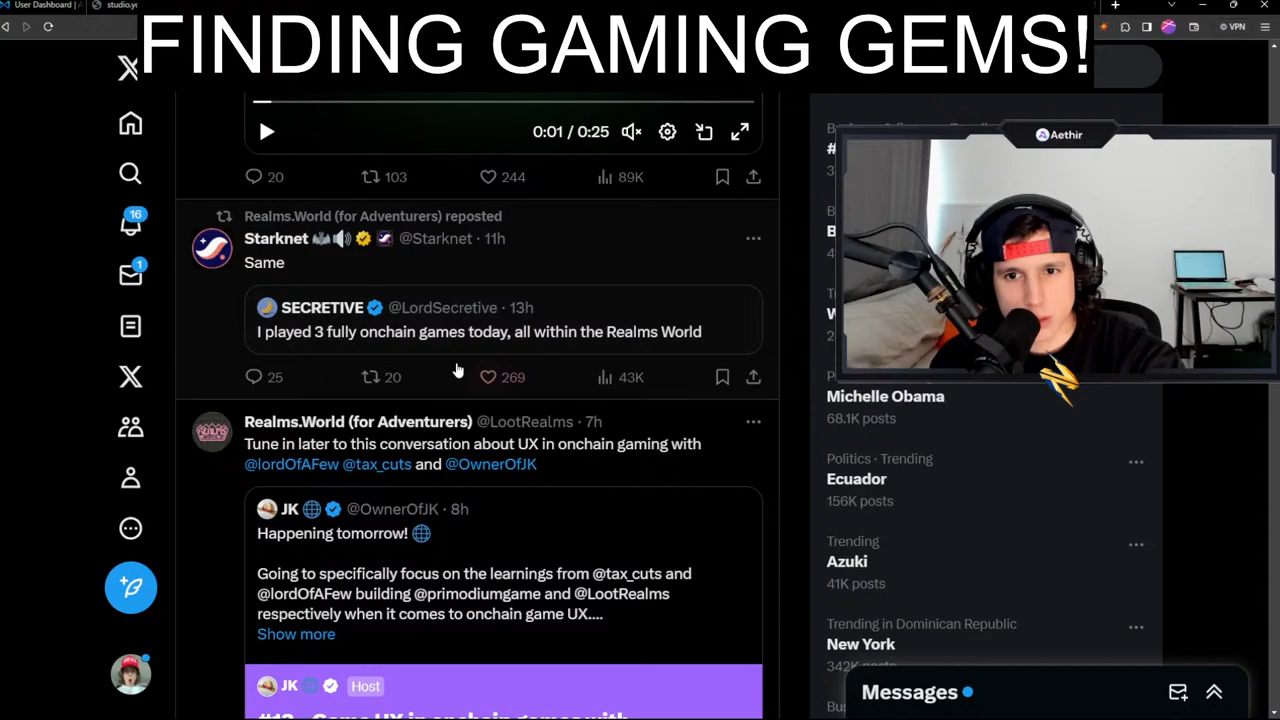 User Dashboard |
studio.y
VPN
FINDING GAMING GEMS!
0:01 / 0:25
20
103
244
89K
Realms.World (for Adventurers) reposted
Starknet @Starknet · 11h
Same
SECRETIVE @LordSecretive · 13h
I played 3 fully onchain games today, all within the Realms World
25
20
269
43K
Realms.World (for Adventurers) @LootRealms · 7h
Tune in later to this conversation about UX in onchain gaming with
@lordOfAFew @tax_cuts and @OwnerOfJK
JK @OwnerOfJK · 8h
Happening tomorrow!
Going to specifically focus on the learnings from @tax_cuts and
@lordOfAFew building @primodiumgame and @LootRealms
respectively when it comes to onchain game UX....
Show more
JK Host
16
1
Aethir
Michelle Obama
68.1K posts
Politics · Trending
Ecuador
156K posts
Trending
Azuki
41K posts
Trending in Dominican Republic
New York
342K
Messages